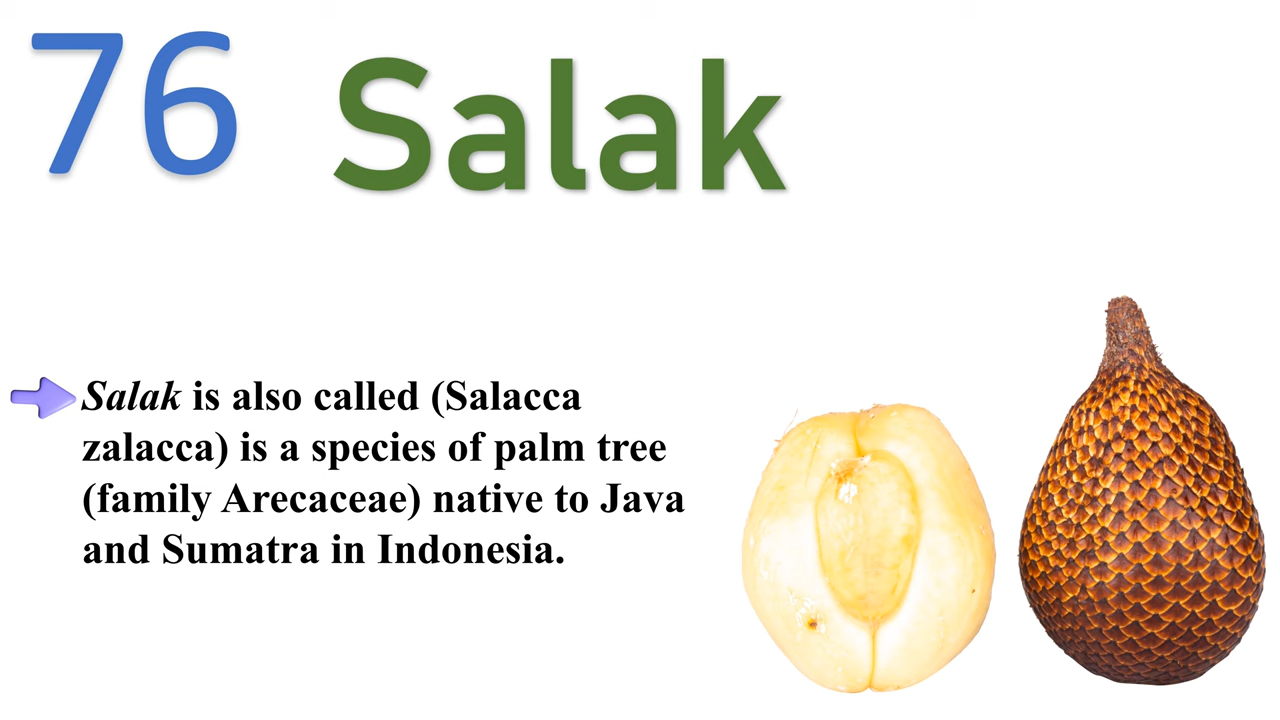 76 Salak
Salak is also called (Salacca
zalacca) is a species of palm tree
(family Arecaceae) native to Java
and Sumatra in Indonesia.